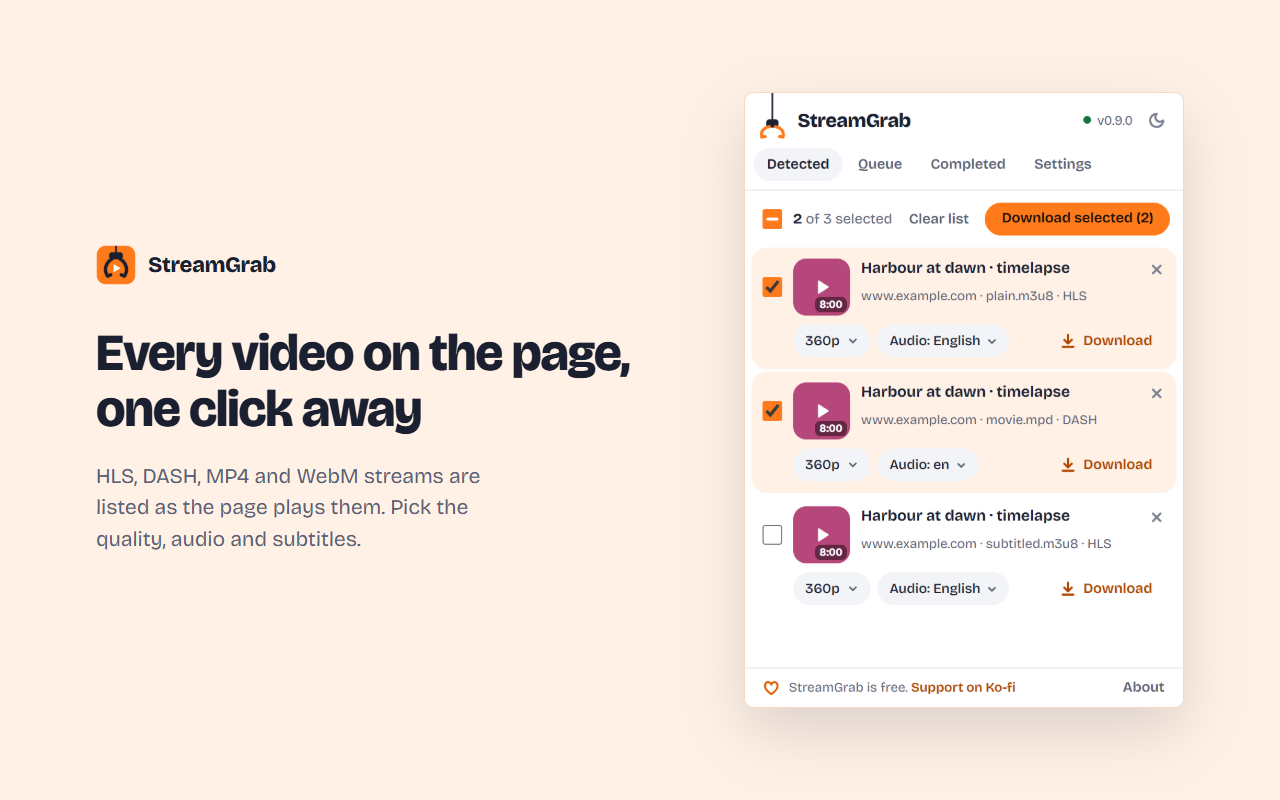 StreamGrab
Every video on the page,
one click away
HLS, DASH, MP4 and WebM streams are
listed as the page plays them. Pick the
quality, audio and subtitles.
StreamGrab
v0.9.0
Detected Queue Completed Settings
2 of 3 selected Clear list Download selected (2)
Harbour at dawn · timelapse
www.example.com · plain.m3u8 · HLS
8:00
360p Audio: English Download
Harbour at dawn · timelapse
www.example.com · movie.mpd · DASH
8:00
360p Audio: en Download
Harbour at dawn · timelapse
www.example.com · subtitled.m3u8 · HLS
8:00
360p Audio: English Download
StreamGrab is free. Support on Ko-fi About